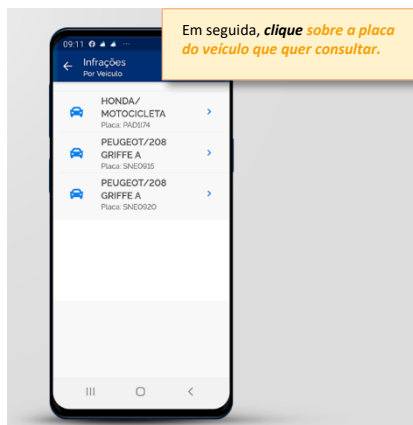 Em seguida, clique sobre a placa
do veículo que quer consultar.
09:11
Infrações
Por Veículo
HONDA/
MOTOCICLETA
Placa: PAD1I74
PEUGEOT/208
GRIFFE A
Placa: SNE0915
PEUGEOT/208
GRIFFE A
Placa: SNE0920